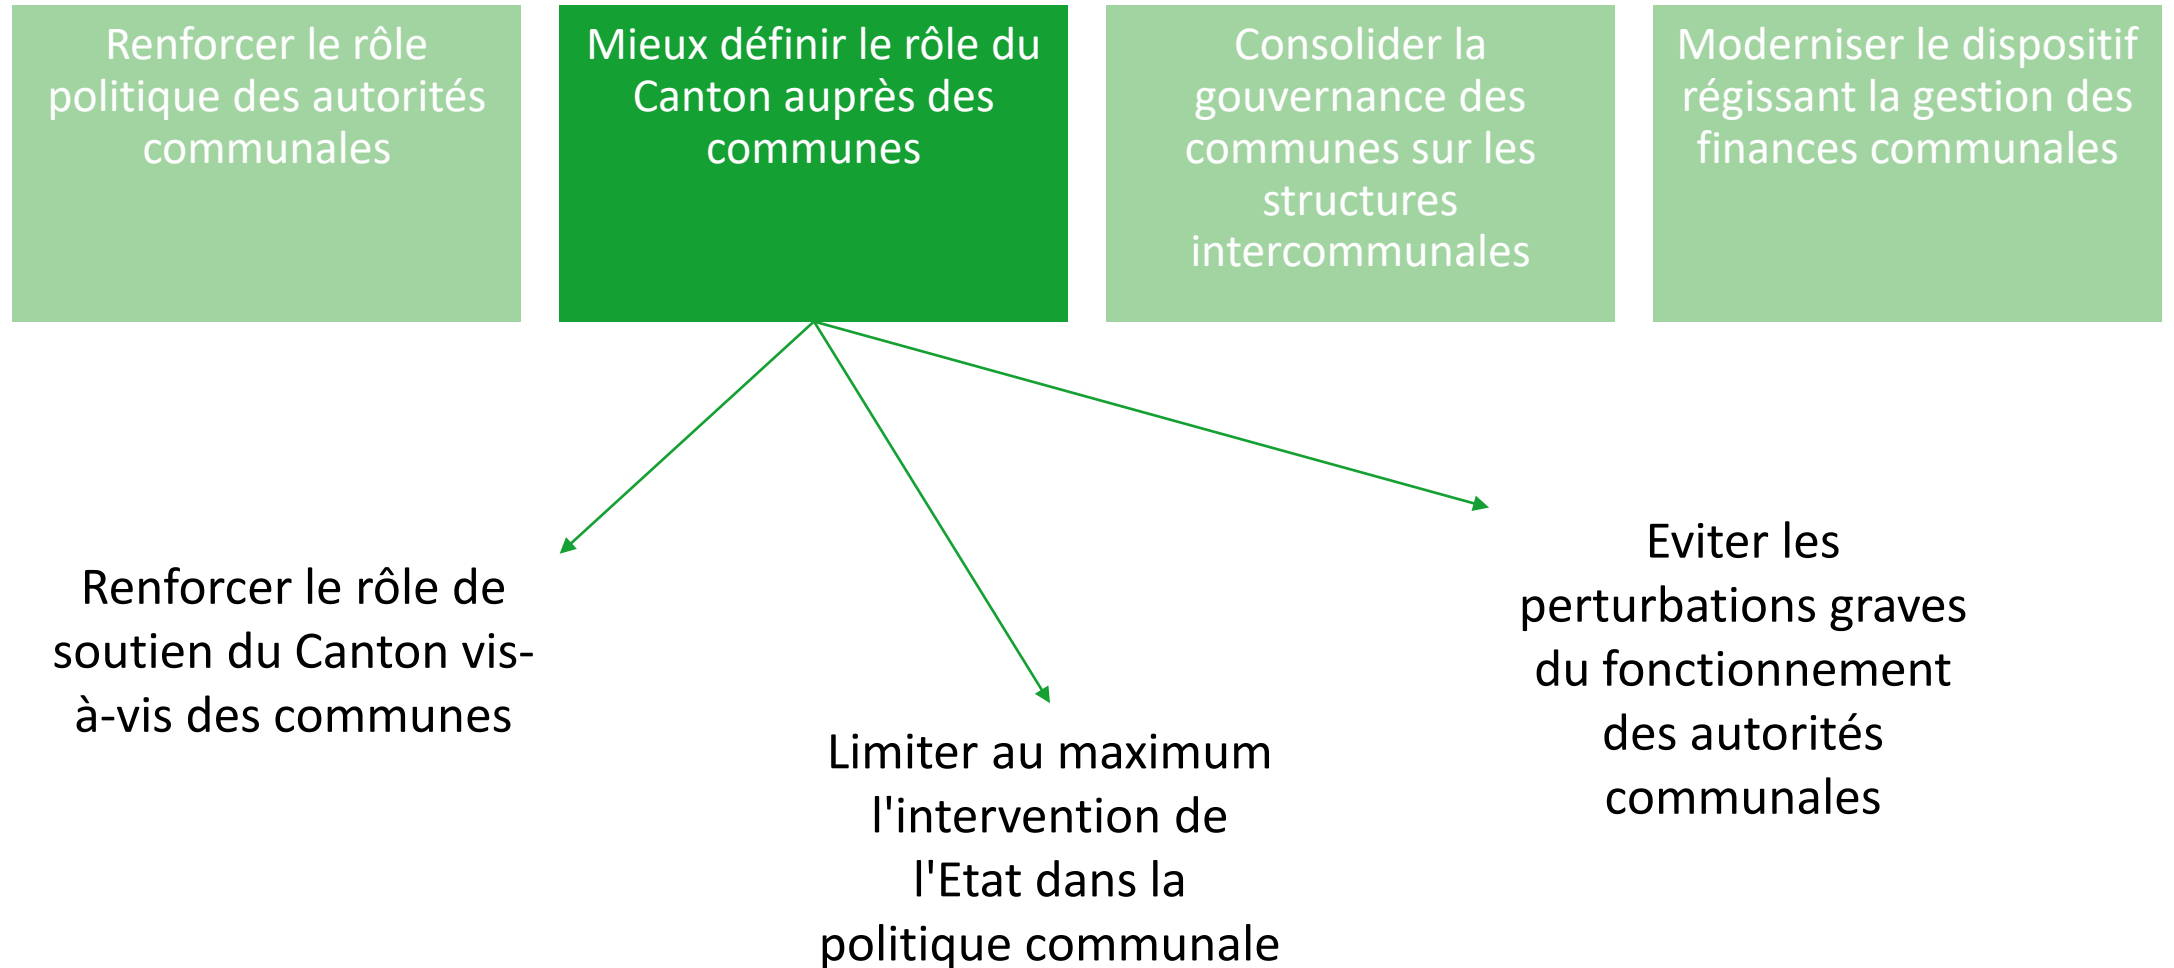 Renforcer le rôle
politique des autorités
communales
Mieux définir le rôle du
Canton auprès des
communes
Consolider la
gouvernance des
communes sur les
structures
intercommunales
Moderniser le dispositif
régissant la gestion des
finances communales
Renforcer le rôle de
soutien du Canton vis-
à-vis des communes
Limiter au maximum
l'intervention de
l'Etat dans la
politique communale
Eviter les
perturbations graves
du fonctionnement
des autorités
communales